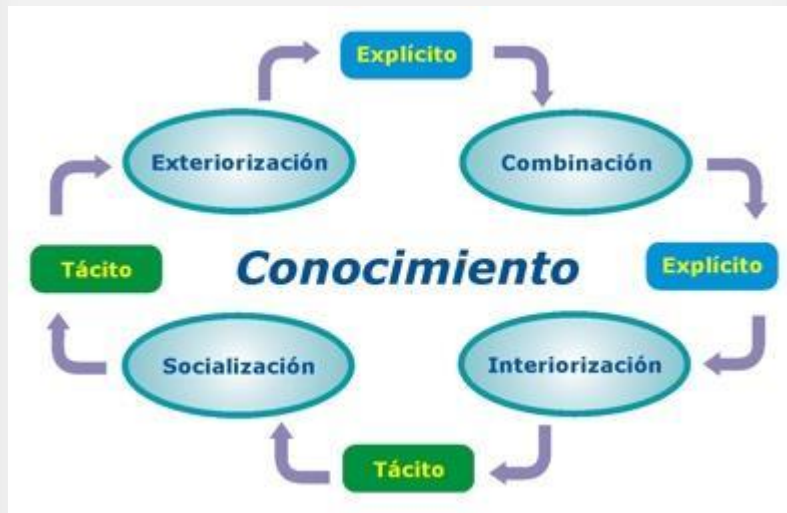 Explícito
Exteriorización
Combinación
Tácito
Conocimiento
Explícito
Socialización
Interiorización
Tácito